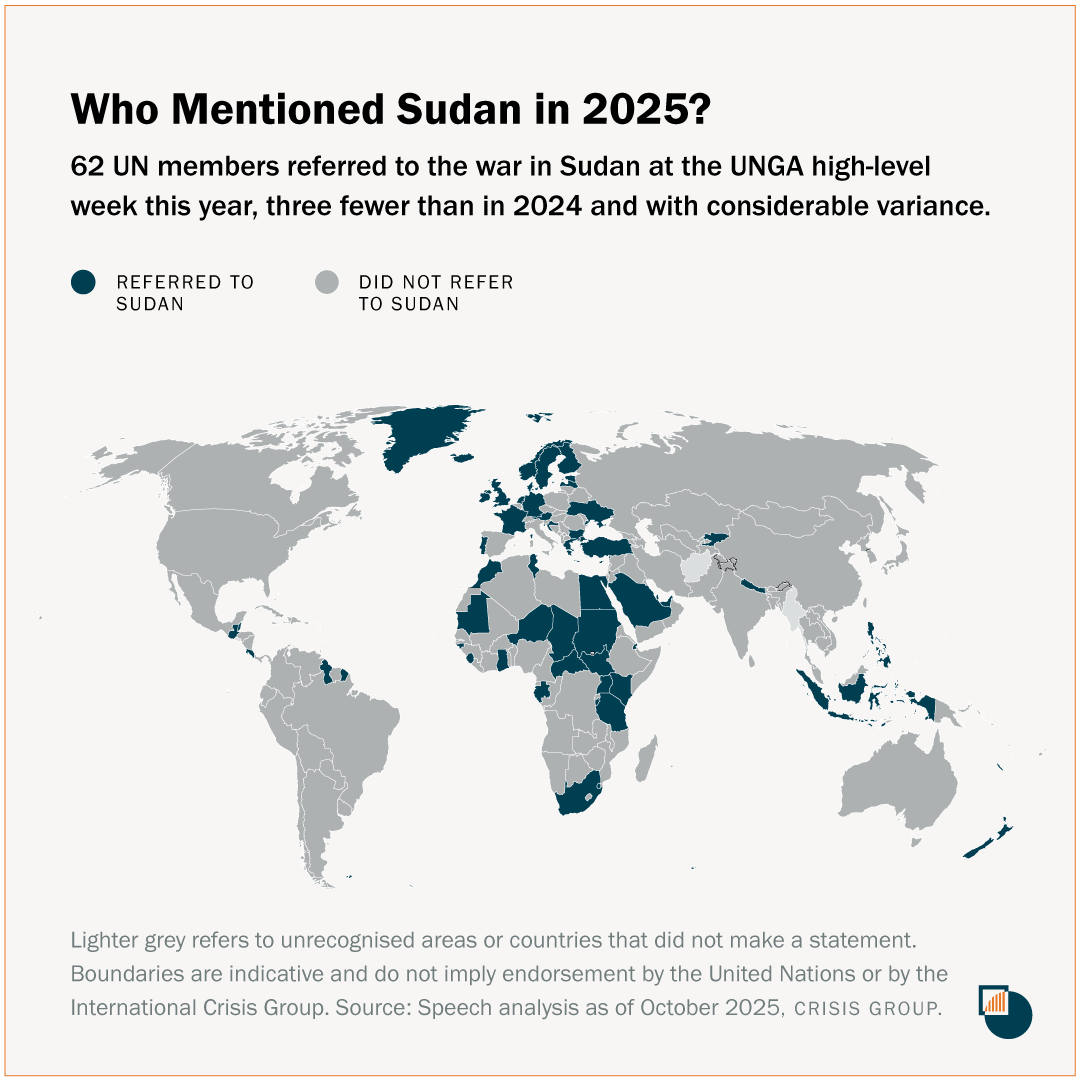 Who Mentioned Sudan in 2025?
62 UN members referred to the war in Sudan at the UNGA high-level
week this year, three fewer than in 2024 and with considerable variance.
REFERRED TO
SUDAN
DID NOT REFER
TO SUDAN
Lighter grey refers to unrecognised areas or countries that did not make a statement.
Boundaries are indicative and do not imply endorsement by the United Nations or by the
International Crisis Group. Source: Speech analysis as of October 2025, CRISIS GROUP.